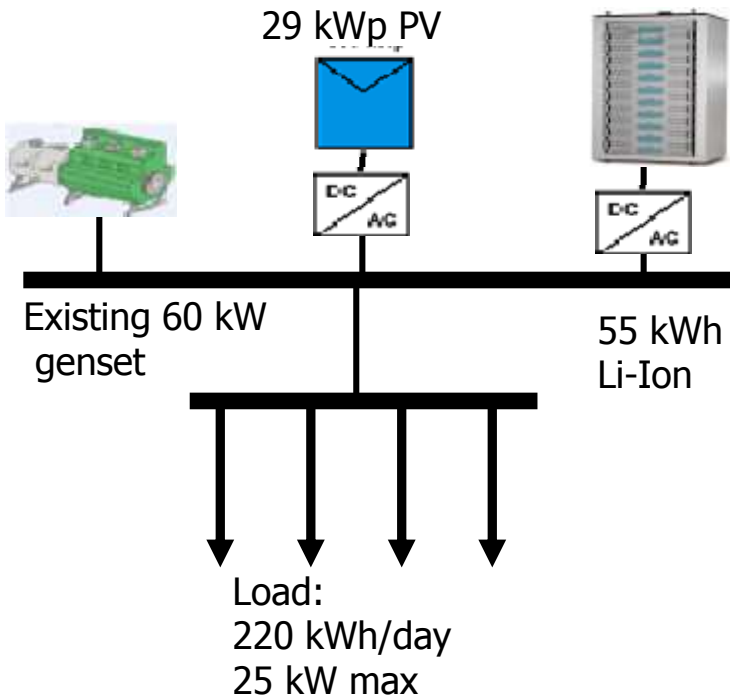 29 kWp PV
DC
AC
DC
AC
Existing 60 kW
genset
55 kWh
Li-Ion
Load:
220 kWh/day
25 kW max